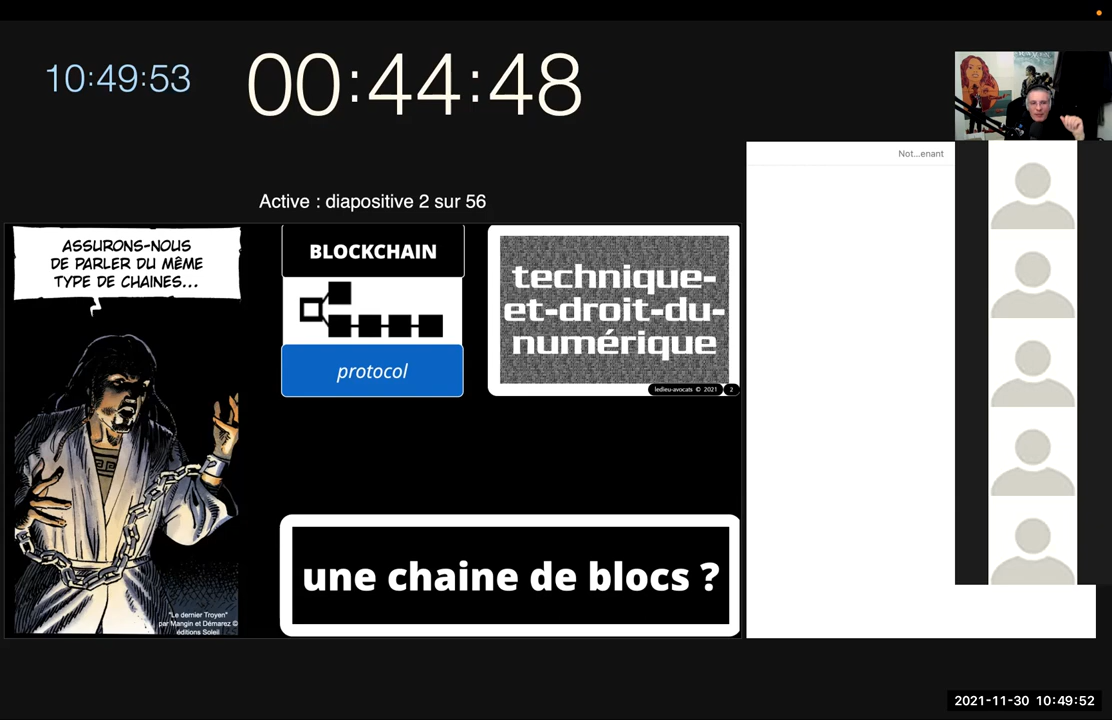 10:49:53
00:44:48
Not...enant
Active : diapositive 2 sur 56
ASSURONS-NOUS
DE PARLER DU MÊME
TYPE DE CHAINES...
BLOCKCHAIN
protocol
technique-
et-droit-du-
numérique
ledieu-avocats © 2021 2
une chaine de blocs ?
"Le dernier Troyen"
par Mangin et Démarez ©
éditions Soleil
2021-11-30 10:49:52